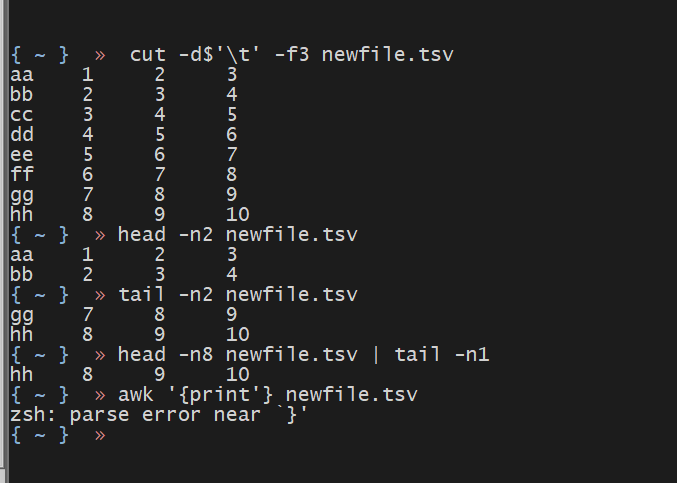 { ~ }  »  cut -d$'\t' -f3 newfile.tsv
aa    1     2     3
bb    2     3     4
cc    3     4     5
dd    4     5     6
ee    5     6     7
ff    6     7     8
gg    7     8     9
hh    8     9     10
{ ~ }  » head -n2 newfile.tsv
aa    1     2     3
bb    2     3     4
{ ~ }  » tail -n2 newfile.tsv
gg    7     8     9
hh    8     9     10
{ ~ }  » head -n8 newfile.tsv | tail -n1
hh    8     9     10
{ ~ }  » awk '{print'} newfile.tsv
zsh: parse error near `}'
{ ~ }  »